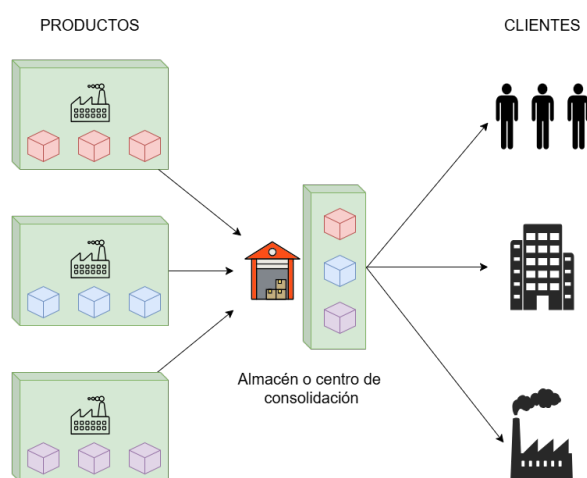 PRODUCTOS
CLIENTES
Almacén o centro de
consolidación